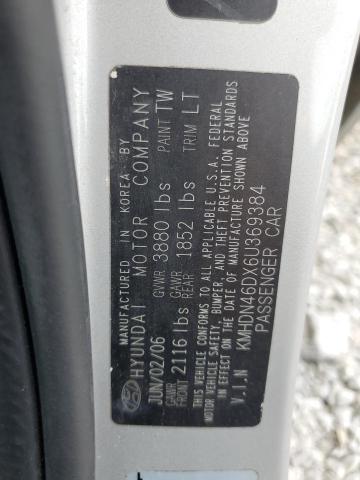 MANUFACTURED IN KOREA BY
HYUNDAI MOTOR COMPANY
JUN/02/06 GVWR 3880 lbs PAINT TW
GAWR FRONT 2116 lbs GAWR REAR 1852 lbs TRIM LT
THIS VEHICLE CONFORMS TO ALL APPLICABLE U.S.A. FEDERAL
MOTOR VEHICLE SAFETY, BUMPER, AND THEFT PREVENTION STANDARDS
IN EFFECT ON THE DATE OF MANUFACTURE SHOWN ABOVE
V.I.N KMHDN46DX6U369384
PASSENGER CAR